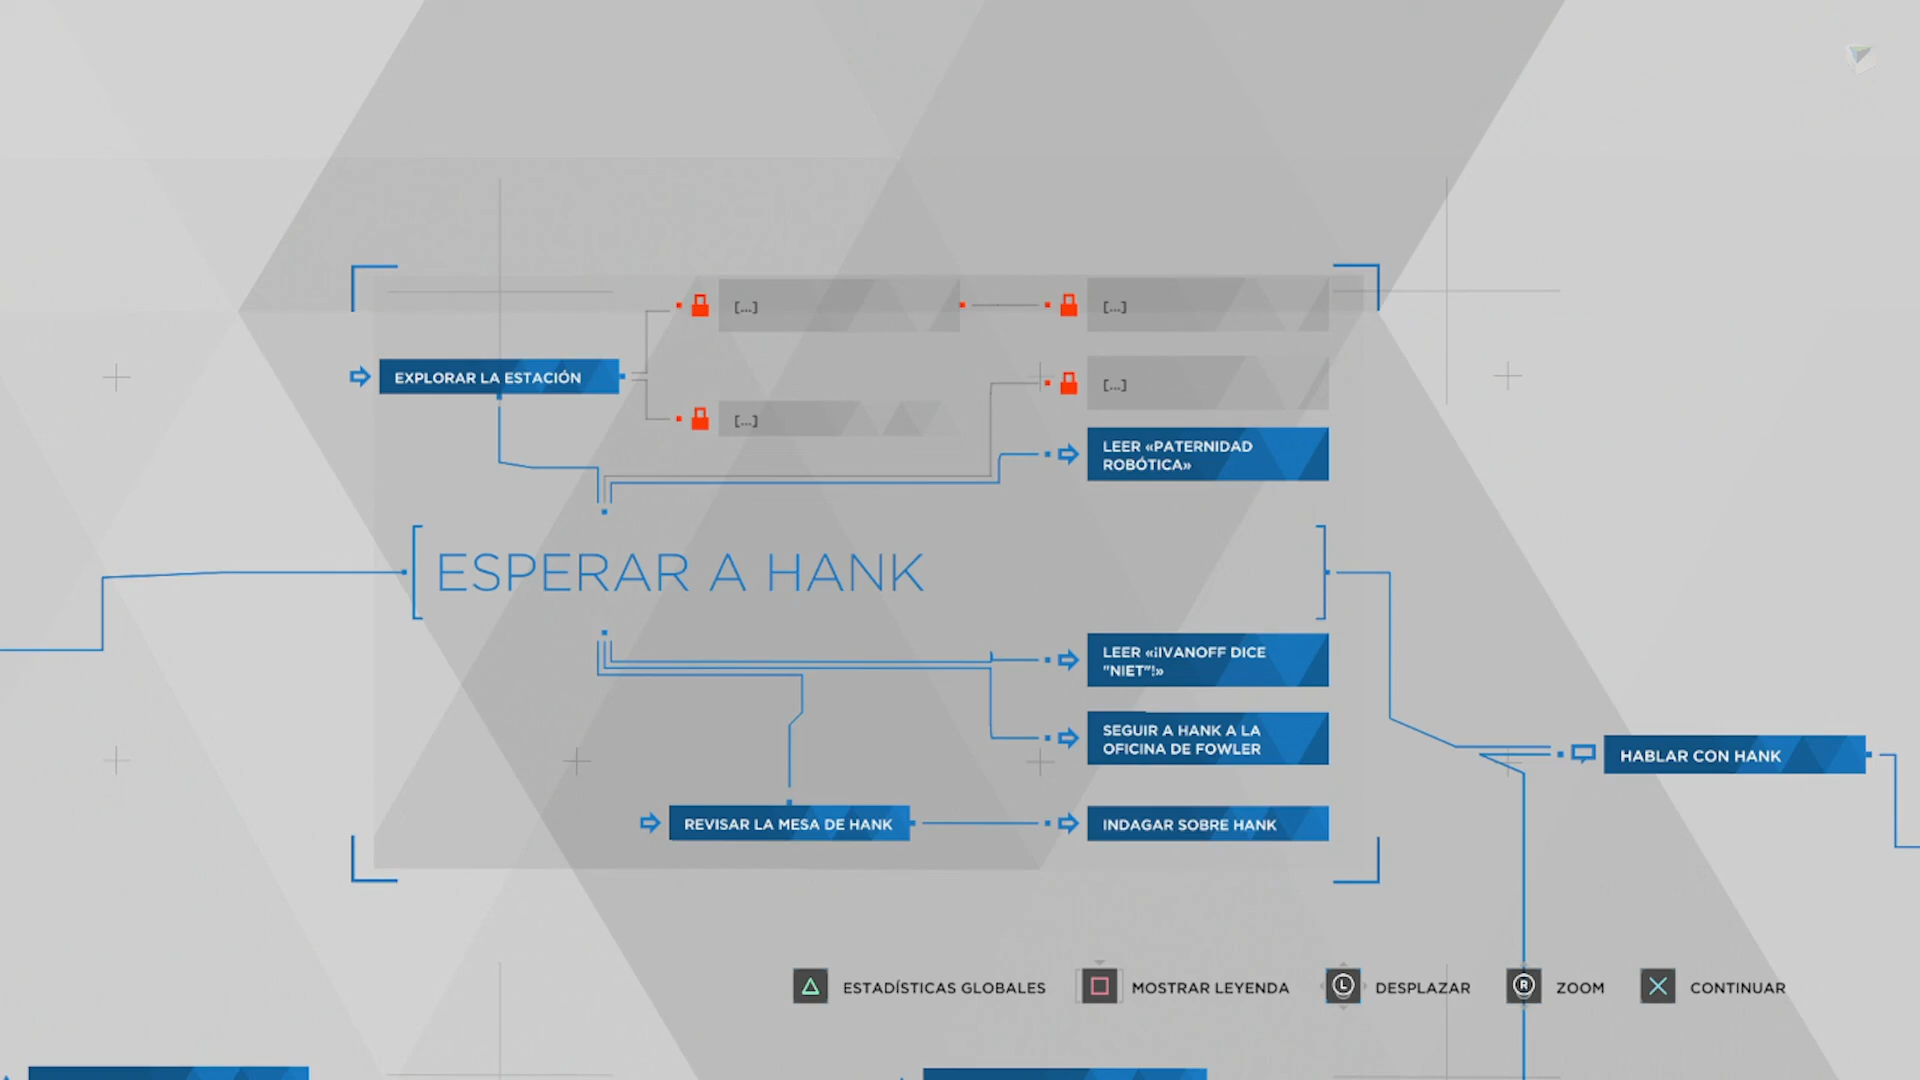 [...]
[...]
EXPLORAR LA ESTACIÓN
[...]
[...]
LEER «PATERNIDAD
ROBÓTICA»
ESPERAR A HANK
LEER «¡IVANOFF DICE
"NIET"!»
SEGUIR A HANK A LA
OFICINA DE FOWLER
HABLAR CON HANK
REVISAR LA MESA DE HANK
INDAGAR SOBRE HANK
ESTADÍSTICAS GLOBALES
MOSTRAR LEYENDA
L
DESPLAZAR
R
ZOOM
CONTINUAR